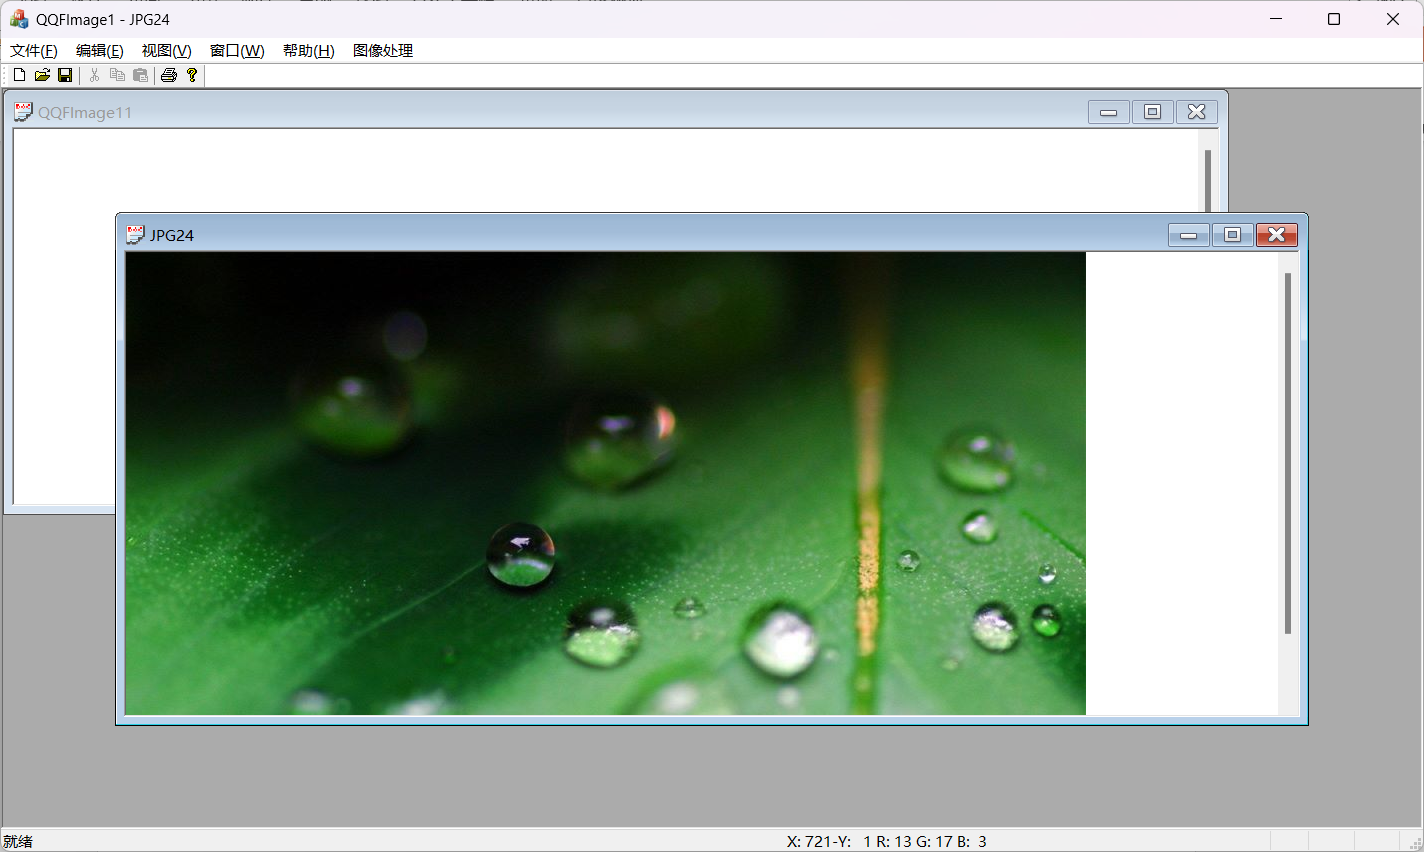 QQFImage1 - JPG24
文件(F) 编辑(E) 视图(V) 窗口(W) 帮助(H) 图像处理
QQFImage11
JPG24
就绪
X: 721-Y: 1 R: 13 G: 17 B: 3